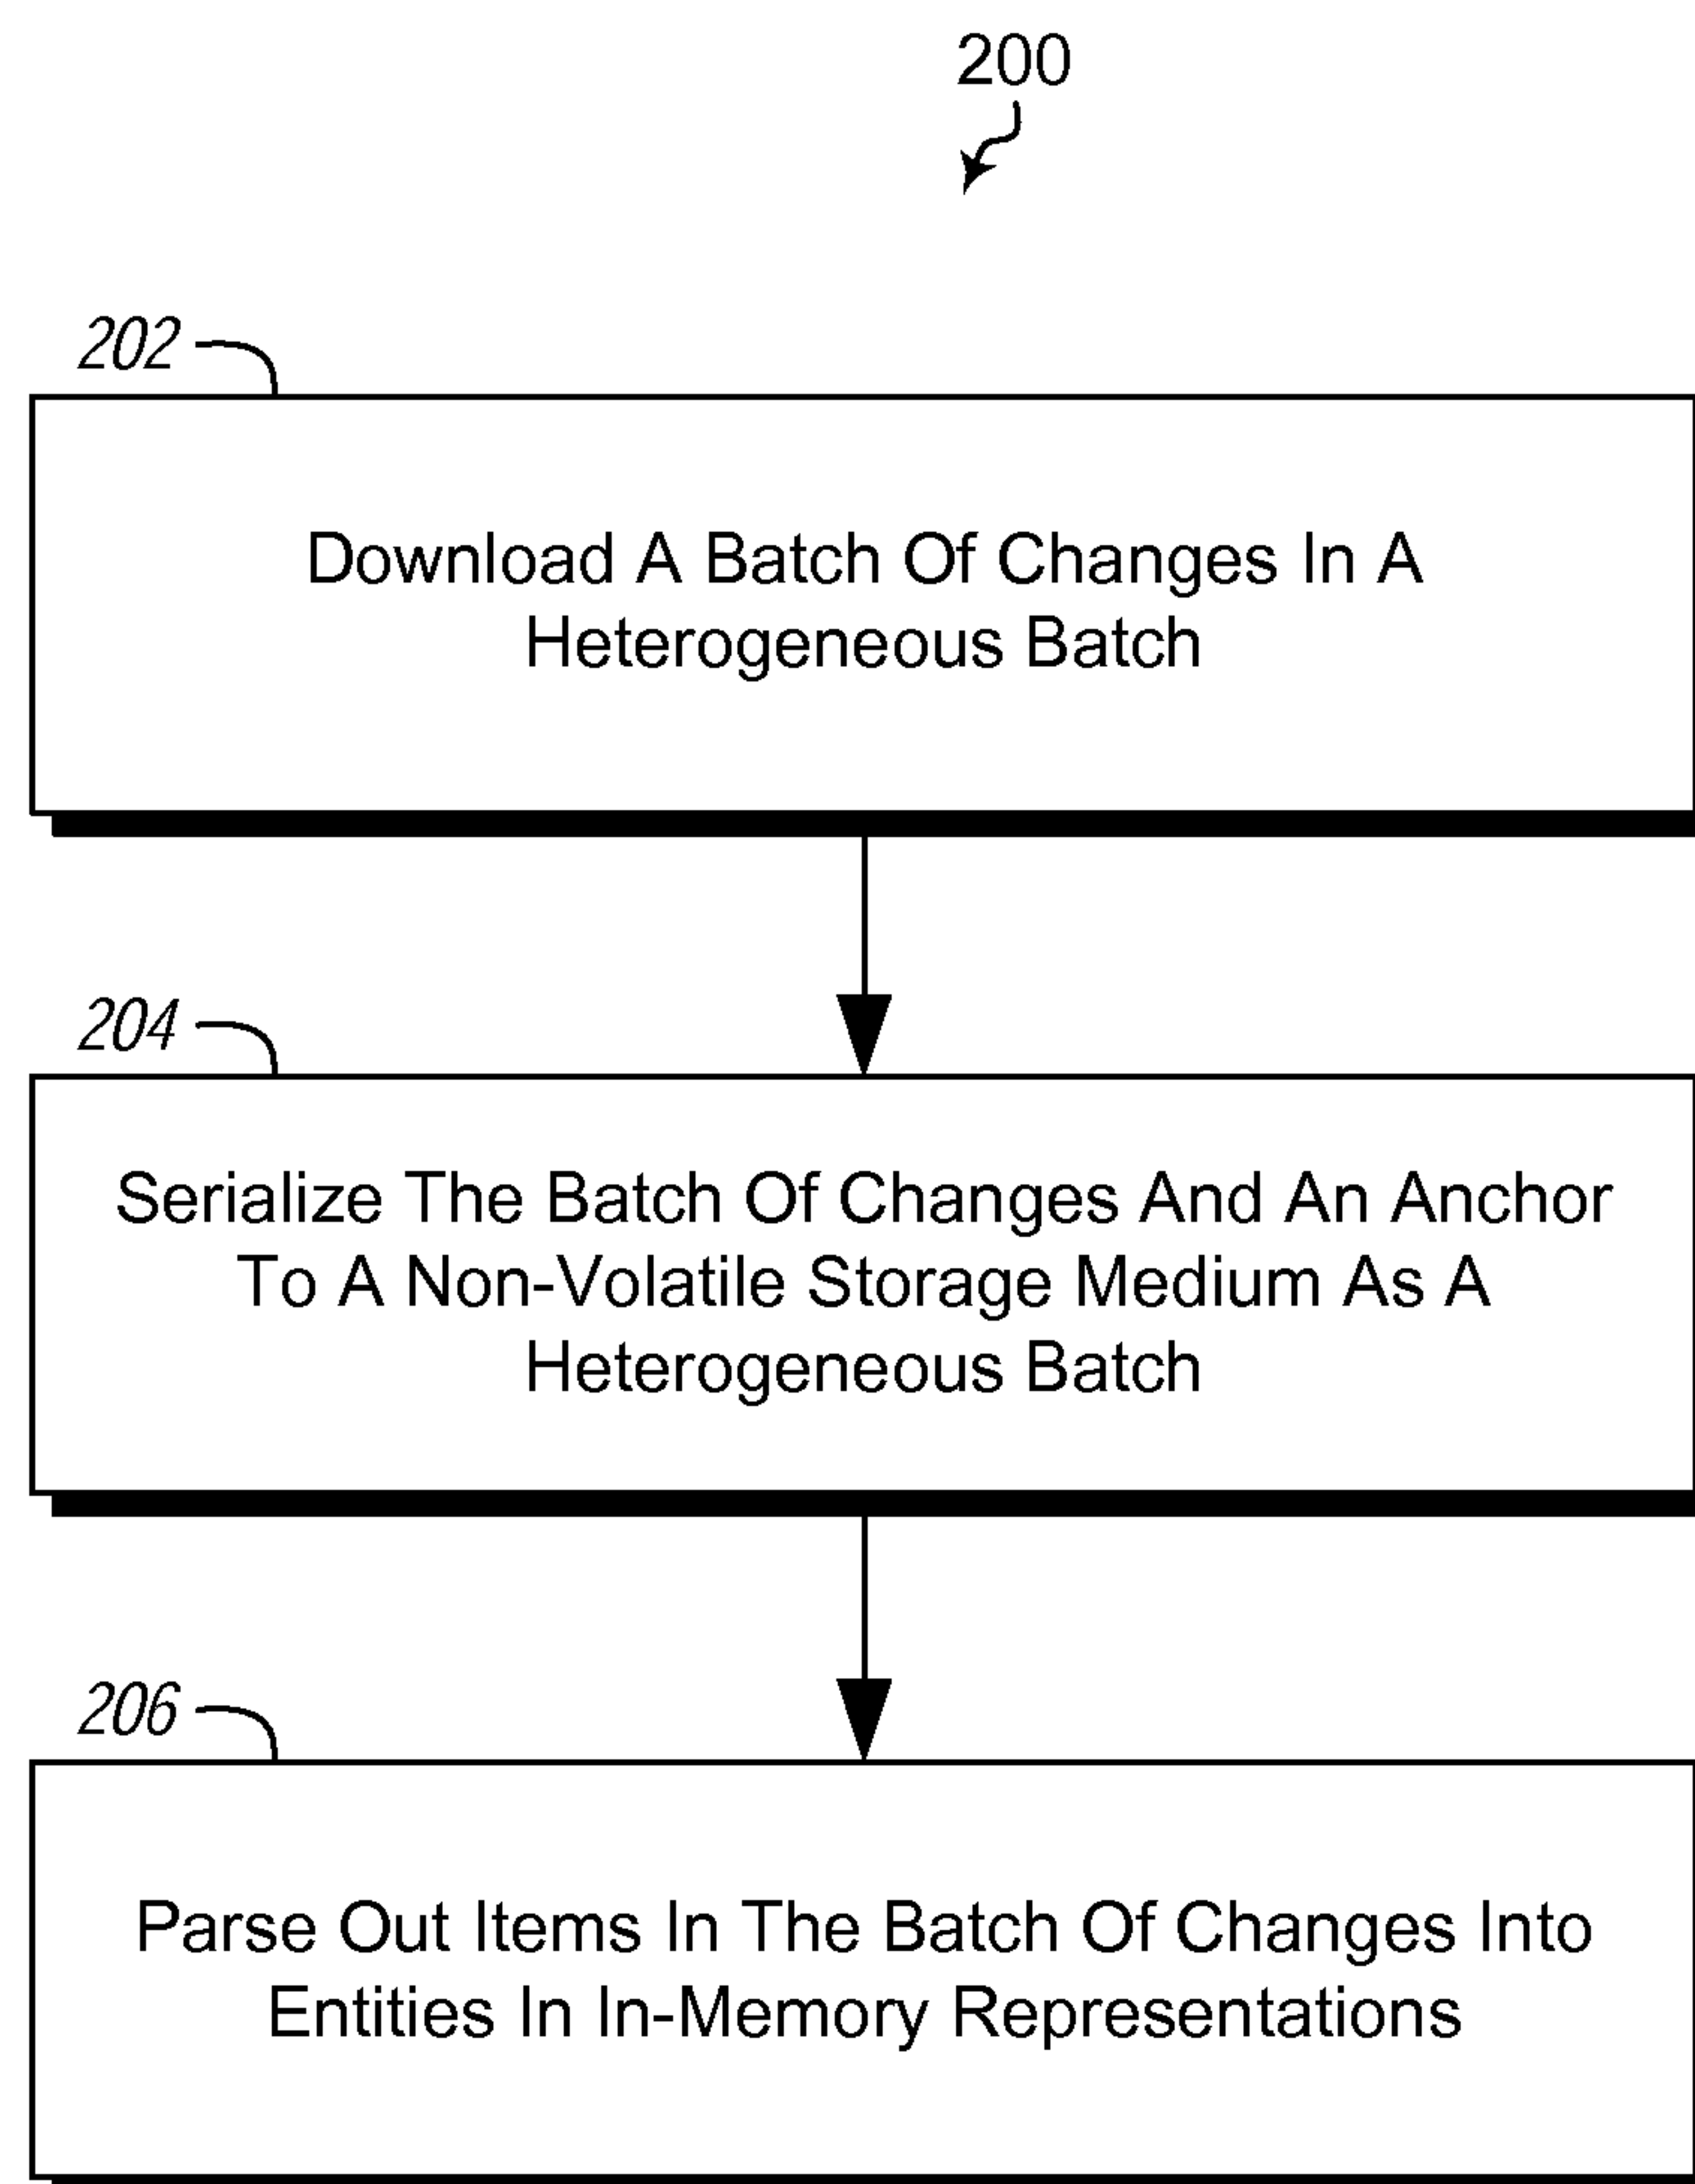 200
202
Download A Batch Of Changes In A
Heterogeneous Batch
204
Serialize The Batch Of Changes And An Anchor
To A Non-Volatile Storage Medium As A
Heterogeneous Batch
206
Parse Out Items In The Batch Of Changes Into
Entities In In-Memory Representations